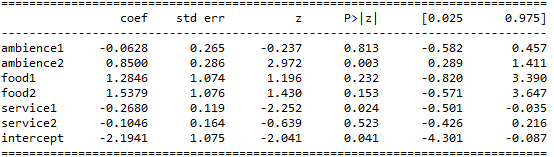 ==============================================================================
coef std err z P>|z| [0.025 0.975]
------------------------------------------------------------------------------
ambience1 -0.0628 0.265 -0.237 0.813 -0.582 0.457
ambience2 0.8500 0.286 2.972 0.003 0.289 1.411
food1 1.2846 1.074 1.196 0.232 -0.820 3.390
food2 1.5379 1.076 1.430 0.153 -0.571 3.647
service1 -0.2680 0.119 -2.252 0.024 -0.501 -0.035
service2 -0.1046 0.164 -0.639 0.523 -0.426 0.216
intercept -2.1941 1.075 -2.041 0.041 -4.301 -0.087
==============================================================================